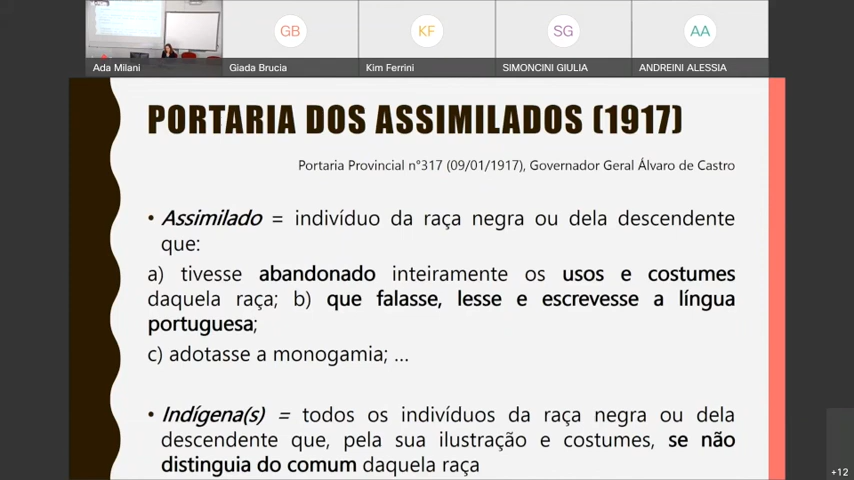 GB
KF
SG
AA
Ada Milani
Giada Brucia
Kim Ferrini
SIMONCINI GIULIA
ANDREINI ALESSIA
PORTARIA DOS ASSIMILADOS (1917)
Portaria Provincial n°317 (09/01/1917), Governador Geral Álvaro de Castro
• Assimilado = indivíduo da raça negra ou dela descendente
que:
a) tivesse abandonado inteiramente os usos e costumes
daquela raça; b) que falasse, lesse e escrevesse a língua
portuguesa;
c) adotasse a monogamia; ...
• Indígena(s) = todos os indivíduos da raça negra ou dela
descendente que, pela sua ilustração e costumes, se não
distinguia do comum daquela raça
+12